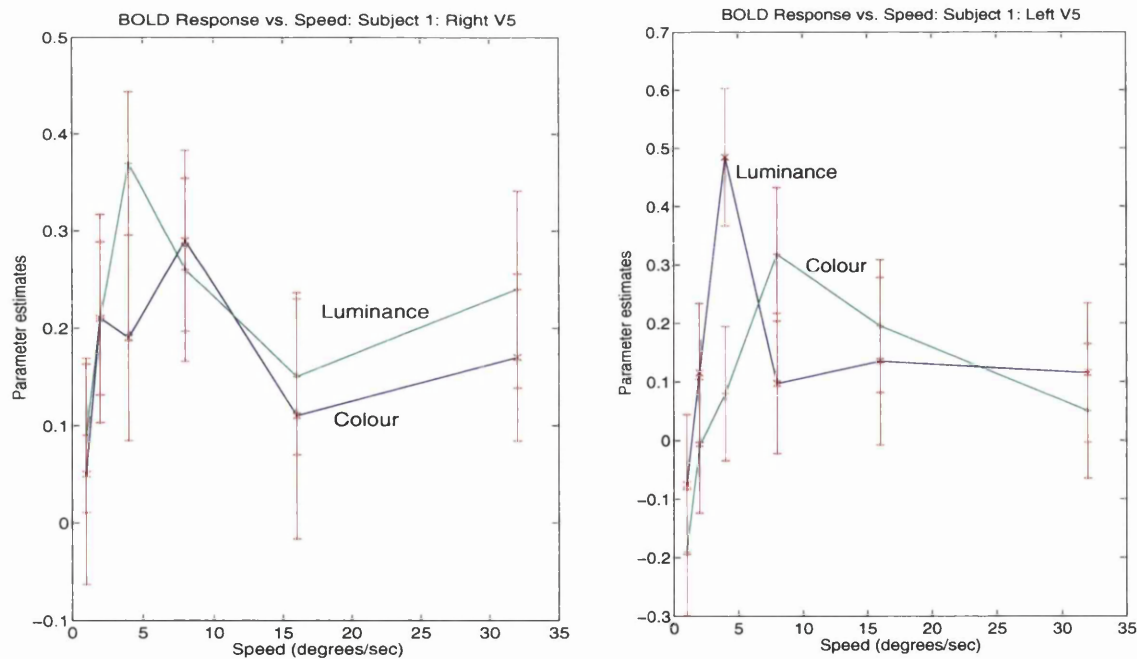 BOLD Response vs. Speed: Subject 1: Right V5
0.5
0.4
0.3
0.2
0.1
0
−0.1
Parameter estimates
Luminance
Colour
0 5 10 15 20 25 30 35
Speed (degrees/sec)
BOLD Response vs. Speed: Subject 1: Left V5
0.7
0.6
0.5
0.4
0.3
0.2
0.1
0
−0.1
−0.2
−0.3
Parameter estimates
Luminance
Colour
0 5 10 15 20 25 30 35
Speed (degrees/sec)